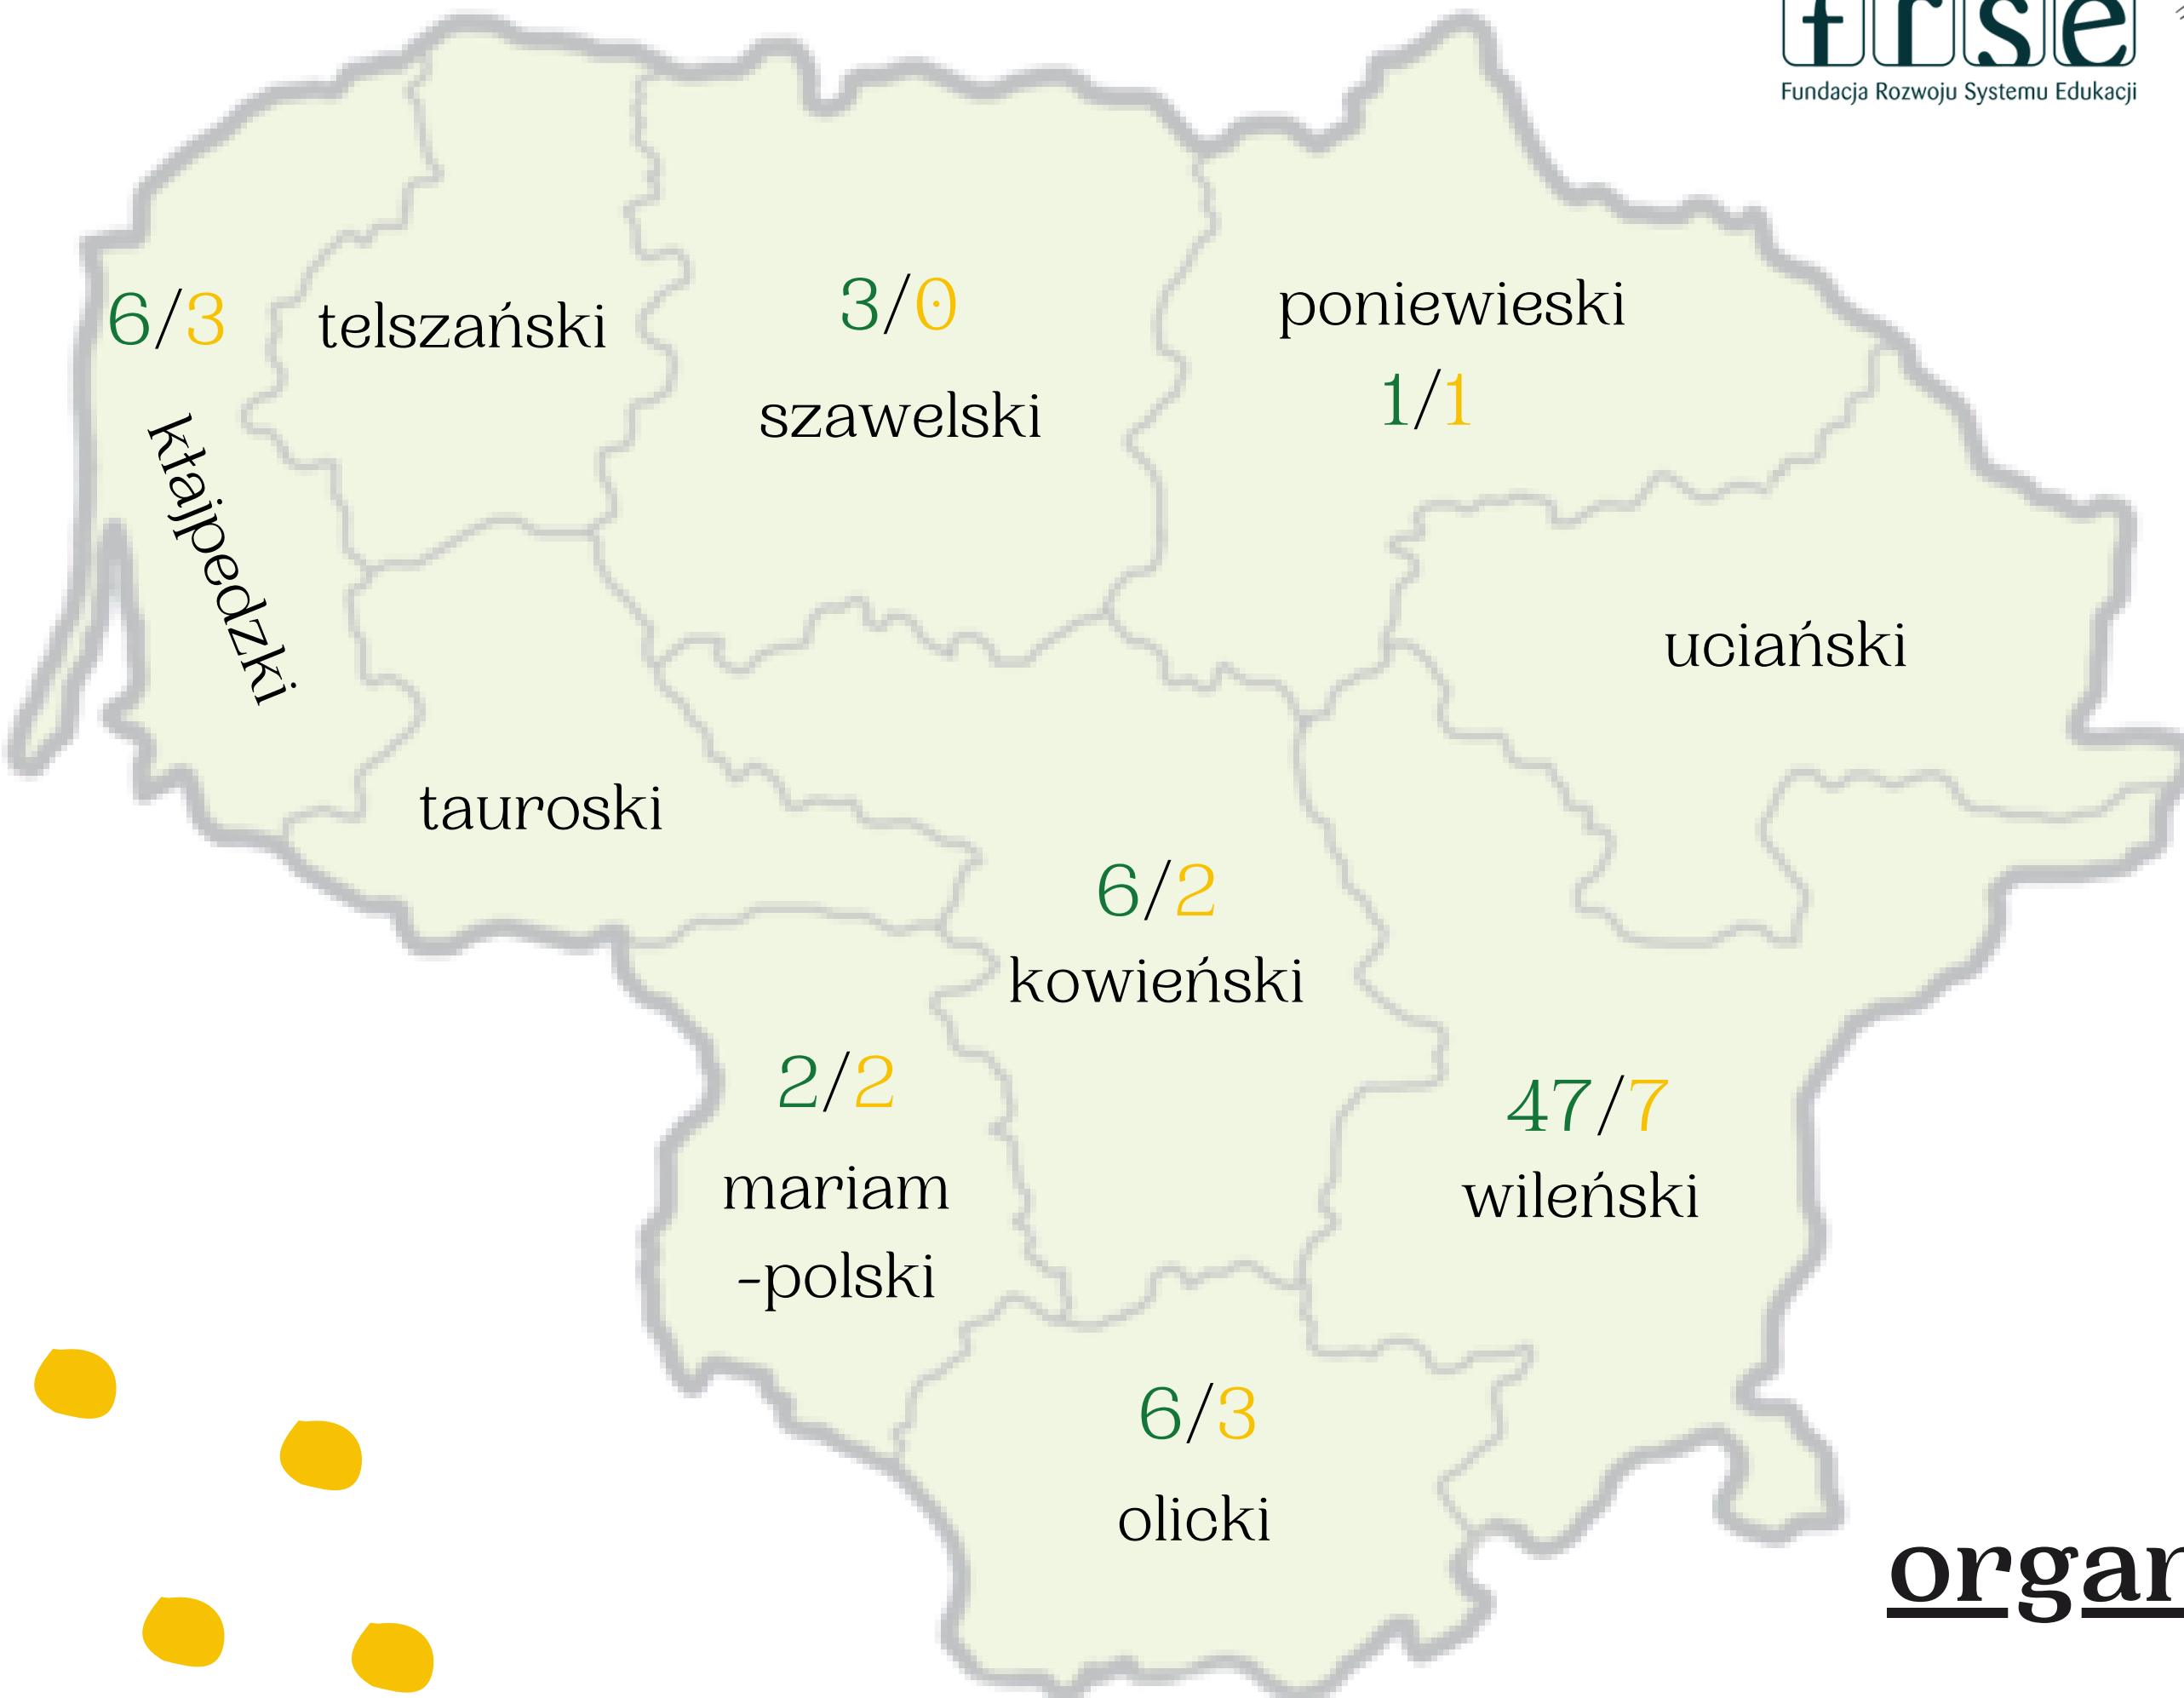 frse
Fundacja Rozwoju Systemu Edukacji
6/3
telszański
3/0
szawelski
poniewieski
1/1
kłajpedzki
uciański
tauroski
6/2
kowieński
2/2
mariam
-polski
47/7
wileński
6/3
olicki